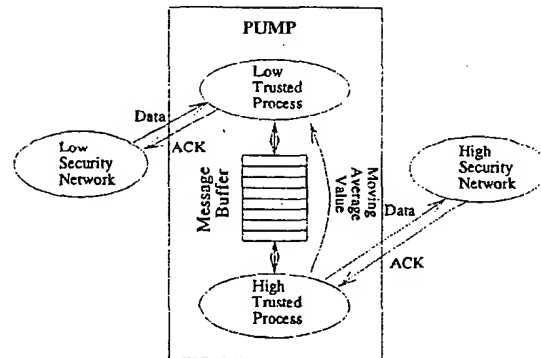 PUMP
Low
Trusted
Process
Data
ACK
Low
Security
Network
Message
Buffer
Moving
Average
Value
High
Security
Network
Data
ACK
High
Trusted
Process